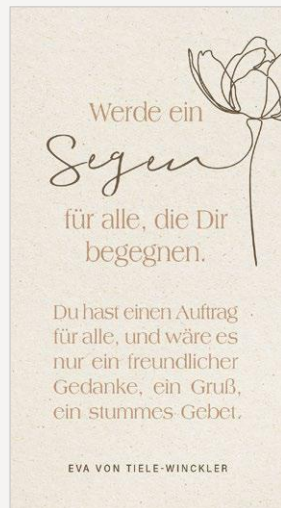 Werde ein
Segen
für alle, die Dir
begegnen.
Du hast einen Auftrag
für alle, und wäre es
nur ein freundlicher
Gedanke, ein Gruß,
ein stummes Gebet.
EVA VON TIELE-WINCKLER